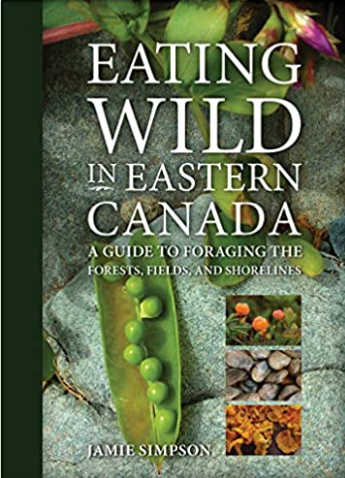 EATING
WILD
IN EASTERN
CANADA
A GUIDE TO FORAGING THE
FORESTS, FIELDS, AND SHORELINES
JAMIE SIMPSON